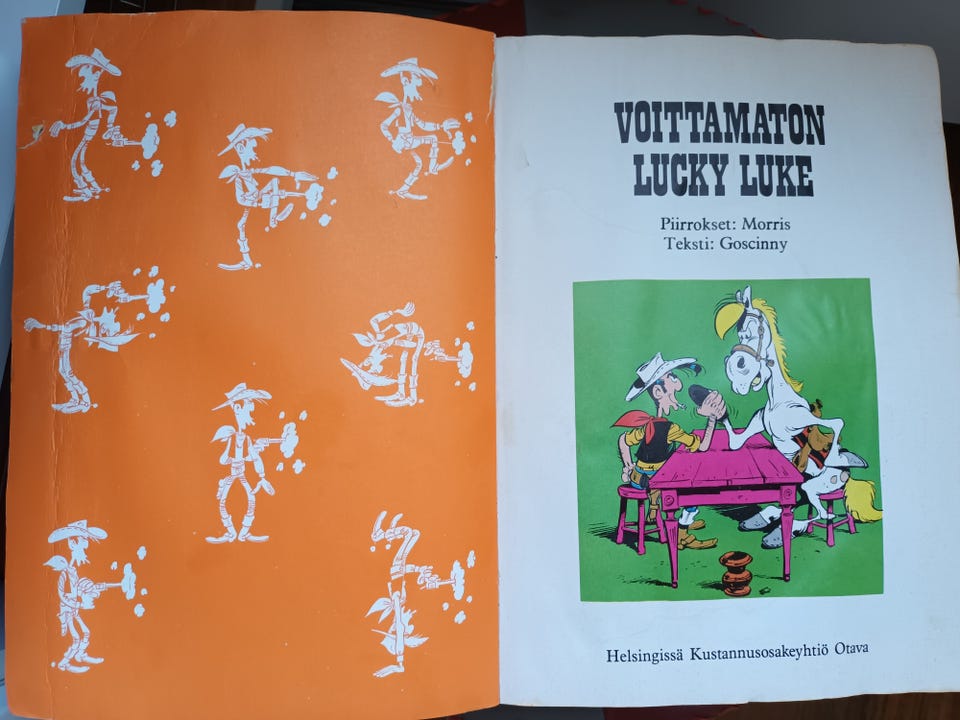 VOITTAMATON
LUCKY LUKE
Piirrokset: Morris
Teksti: Goscinny
Helsingissä Kustannusosakeyhtiö Otava